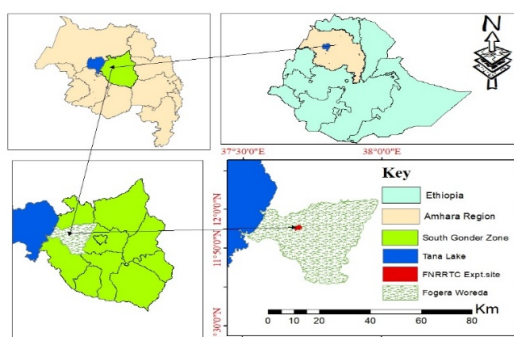 N
37°30'0"E 38°0'0"E
Key
Ethiopia
Amhara Region
South Gonder Zone
Tana Lake
FNRRTC Expt.site
Fogera Woreda
Km
0 10 20 40 60 80